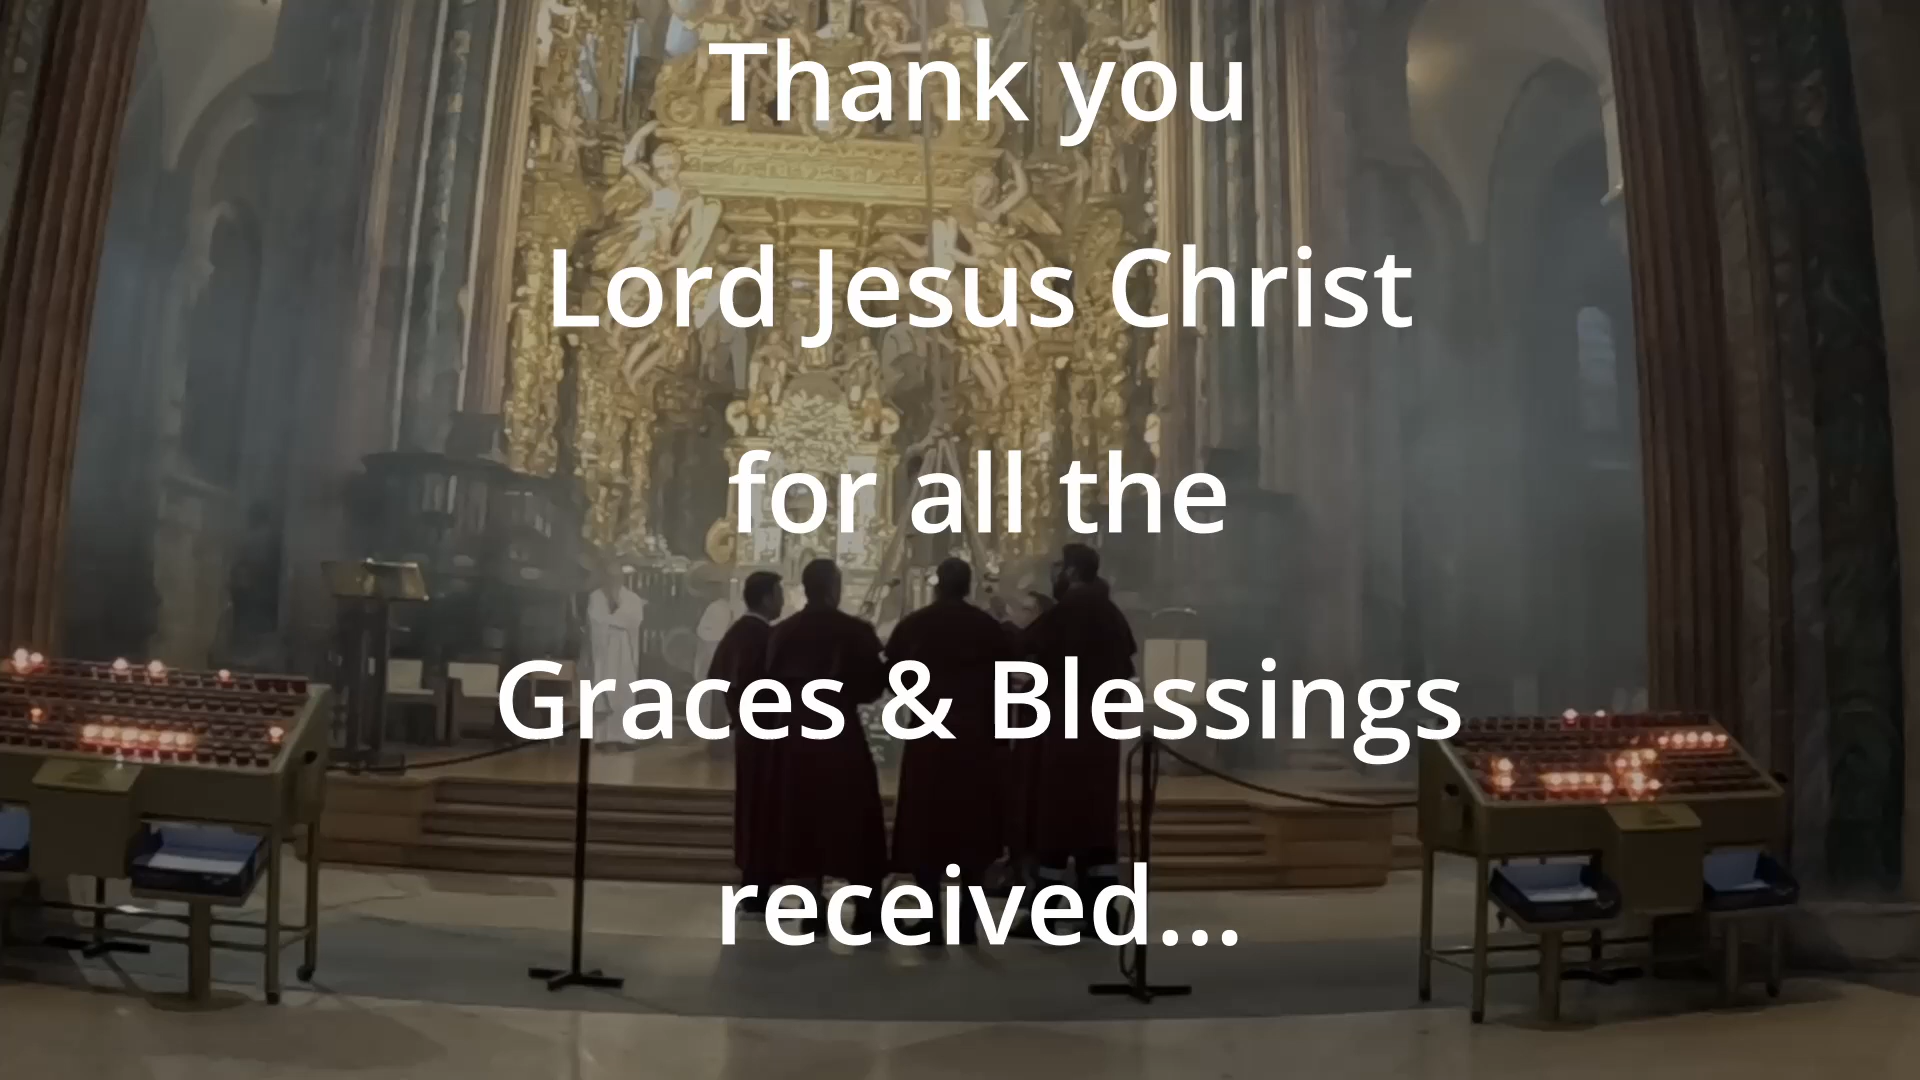 Thank you
Lord Jesus Christ
for all the
Graces & Blessings
received...